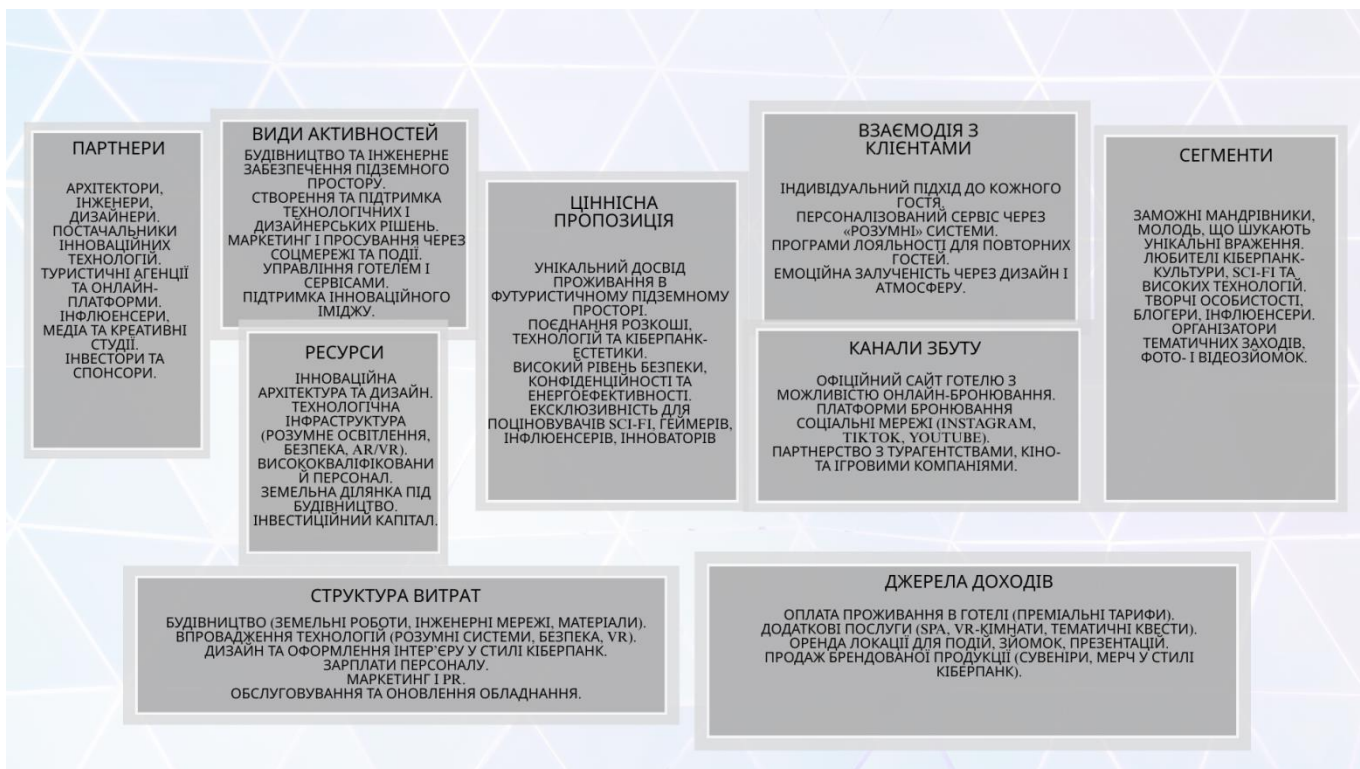 ПАРТНЕРИ
АРХІТЕКТОРИ,
ІНЖЕНЕРИ,
ДИЗАЙНЕРИ.
ПОСТАЧАЛЬНИКИ
ІННОВАЦІЙНИХ
ТЕХНОЛОГІЙ.
ТУРИСТИЧНІ АГЕНЦІЇ
ТА ОНЛАЙН-
ПЛАТФОРМИ.
ІНФЛЮЕНСЕРИ,
МЕДІА ТА КРЕАТИВНІ
СТУДІЇ.
ІНВЕСТОРИ ТА
СПОНСОРИ.
ВИДИ АКТИВНОСТЕЙ
БУДІВНИЦТВО ТА ІНЖЕНЕРНЕ
ЗАБЕЗПЕЧЕННЯ ПІДЗЕМНОГО
ПРОСТОРУ.
СТВОРЕННЯ ТА ПІДТРИМКА
ТЕХНОЛОГІЧНИХ І
ДИЗАЙНЕРСЬКИХ РІШЕНЬ.
МАРКЕТИНГ І ПРОСУВАННЯ ЧЕРЕЗ
СОЦМЕРЕЖІ ТА ПОДІЇ.
УПРАВЛІННЯ ГОТЕЛЕМ І
СЕРВІСАМИ.
ПІДТРИМКА ІННОВАЦІЙНОГО
ІМІДЖУ.
РЕСУРСИ
ІННОВАЦІЙНА
АРХІТЕКТУРА ТА ДИЗАЙН.
ТЕХНОЛОГІЧНА
ІНФРАСТРУКТУРА
(РОЗУМНЕ ОСВІТЛЕННЯ,
БЕЗПЕКА, AR/VR).
ВИСОКОКВАЛІФІКОВАНИ
Й ПЕРСОНАЛ.
ЗЕМЕЛЬНА ДІЛЯНКА ПІД
БУДІВНИЦТВО.
ІНВЕСТИЦІЙНИЙ КАПІТАЛ.
ЦІННІСНА
ПРОПОЗИЦІЯ
УНІКАЛЬНИЙ ДОСВІД
ПРОЖИВАННЯ В
ФУТУРИСТИЧНОМУ ПІДЗЕМНОМУ
ПРОСТОРІ.
ПОЄДНАННЯ РОЗКОШІ,
ТЕХНОЛОГІЙ ТА КІБЕРПАНК-
ЕСТЕТИКИ.
ВИСОКИЙ РІВЕНЬ БЕЗПЕКИ,
КОНФІДЕНЦІЙНОСТІ ТА
ЕНЕРГОЕФЕКТИВНОСТІ.
ЕКСКЛЮЗИВНІСТЬ ДЛЯ
ПОЦІНОВУВАЧІВ SCI-FI, ГЕЙМЕРІВ,
ІНФЛЮЕНСЕРІВ, ІННОВАТОРІВ
ВЗАЄМОДІЯ З
КЛІЄНТАМИ
ІНДИВІДУАЛЬНИЙ ПІДХІД ДО КОЖНОГО
ГОСТЯ.
ПЕРСОНАЛІЗОВАНИЙ СЕРВІС ЧЕРЕЗ
«РОЗУМНІ» СИСТЕМИ.
ПРОГРАМИ ЛОЯЛЬНОСТІ ДЛЯ ПОВТОРНИХ
ГОСТЕЙ.
ЕМОЦІЙНА ЗАЛУЧЕНІСТЬ ЧЕРЕЗ ДИЗАЙН І
АТМОСФЕРУ.
КАНАЛИ ЗБУТУ
ОФІЦІЙНИЙ САЙТ ГОТЕЛЮ З
МОЖЛИВІСТЮ ОНЛАЙН-БРОНЮВАННЯ.
ПЛАТФОРМИ БРОНЮВАННЯ
СОЦІАЛЬНІ МЕРЕЖІ (INSTAGRAM,
TIKTOK, YOUTUBE).
ПАРТНЕРСТВО З ТУРАГЕНТСТВАМИ, КІНО-
ТА ІГРОВИМИ КОМПАНІЯМИ.
СЕГМЕНТИ
ЗАМОЖНІ МАНДРІВНИКИ,
МОЛОДЬ, ЩО ШУКАЮТЬ
УНІКАЛЬНІ ВРАЖЕННЯ.
ЛЮБИТЕЛІ КІБЕРПАНК-
КУЛЬТУРИ, SCI-FI ТА
ВИСОКИХ ТЕХНОЛОГІЙ.
ТВОРЧІ ОСОБИСТОСТІ,
БЛОГЕРИ, ІНФЛЮЕНСЕРИ.
ОРГАНІЗАТОРИ
ТЕМАТИЧНИХ ЗАХОДІВ,
ФОТО- І ВІДЕОЗЙОМОК.
СТРУКТУРА ВИТРАТ
БУДІВНИЦТВО (ЗЕМЕЛЬНІ РОБОТИ, ІНЖЕНЕРНІ МЕРЕЖІ, МАТЕРІАЛИ).
ВПРОВАДЖЕННЯ ТЕХНОЛОГІЙ (РОЗУМНІ СИСТЕМИ, БЕЗПЕКА, VR).
ДИЗАЙН ТА ОФОРМЛЕННЯ ІНТЕР'ЄРУ У СТИЛІ КІБЕРПАНК.
ЗАРПЛАТИ ПЕРСОНАЛУ.
МАРКЕТИНГ І PR.
ОБСЛУГОВУВАННЯ ТА ОНОВЛЕННЯ ОБЛАДНАННЯ.
ДЖЕРЕЛА ДОХОДІВ
ОПЛАТА ПРОЖИВАННЯ В ГОТЕЛІ (ПРЕМІАЛЬНІ ТАРИФИ).
ДОДАТКОВІ ПОСЛУГИ (SPA, VR-КІМНАТИ, ТЕМАТИЧНІ КВЕСТИ).
ОРЕНДА ЛОКАЦІЇ ДЛЯ ПОДІЙ, ЗЙОМОК, ПРЕЗЕНТАЦІЙ.
ПРОДАЖ БРЕНДОВАНОЇ ПРОДУКЦІЇ (СУВЕНІРИ, МЕРЧ У СТИЛІ
КІБЕРПАНК).